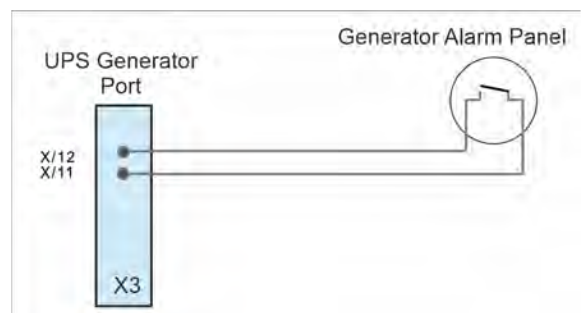 Generator Alarm Panel
UPS Generator
Port
X/12
X/11
X3